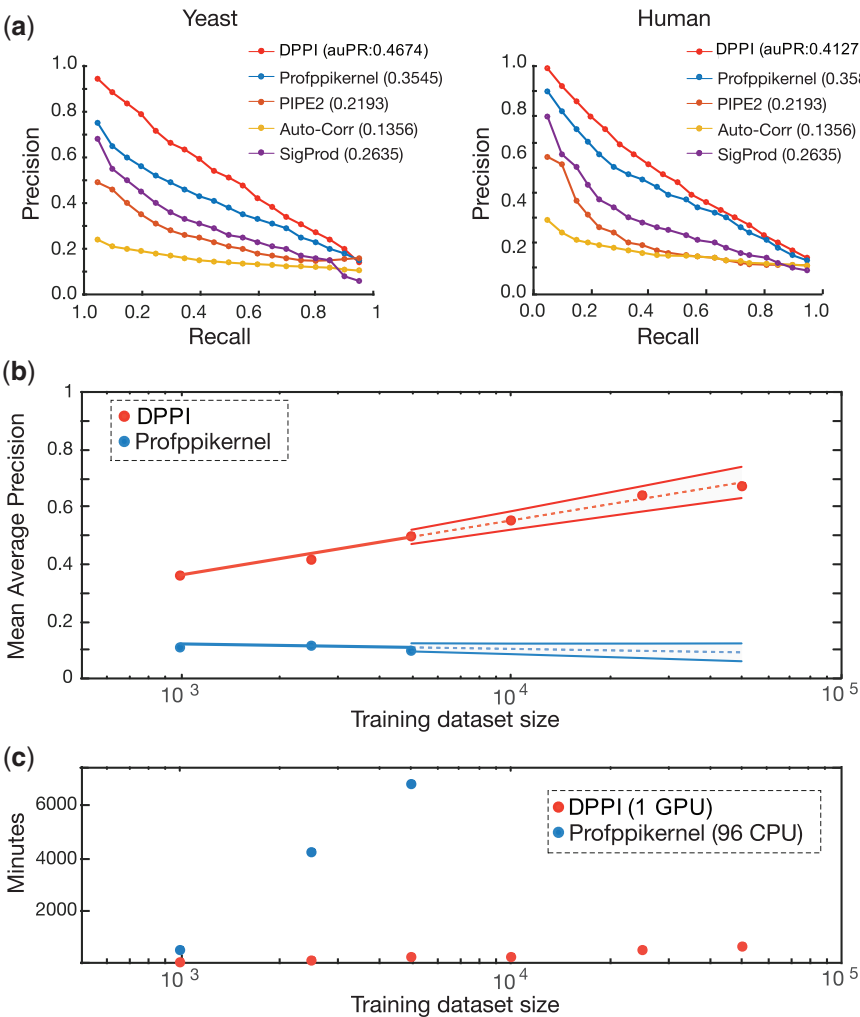 (a)
Yeast
DPPI (auPR:0.4674)
Profppikernel (0.3545)
PIPE2 (0.2193)
Auto-Corr (0.1356)
SigProd (0.2635)
Precision
1.0
0.8
0.6
0.4
0.2
0.0
1.0 0.2 0.4 0.6 0.8 1
Recall
Human
DPPI (auPR:0.4127
Profppikernel (0.358
PIPE2 (0.2193)
Auto-Corr (0.1356)
SigProd (0.2635)
Precision
1.0
0.8
0.6
0.4
0.2
0.0
0.0 0.2 0.4 0.6 0.8 1.0
Recall
(b)
DPPI
Profppikernel
Mean Average Precision
1
0.8
0.6
0.4
0.2
0
10 3 10 4 10 5
Training dataset size
(c)
DPPI (1 GPU)
Profppikernel (96 CPU)
Minutes
6000
4000
2000
10 3 10 4 10 5
Training dataset size